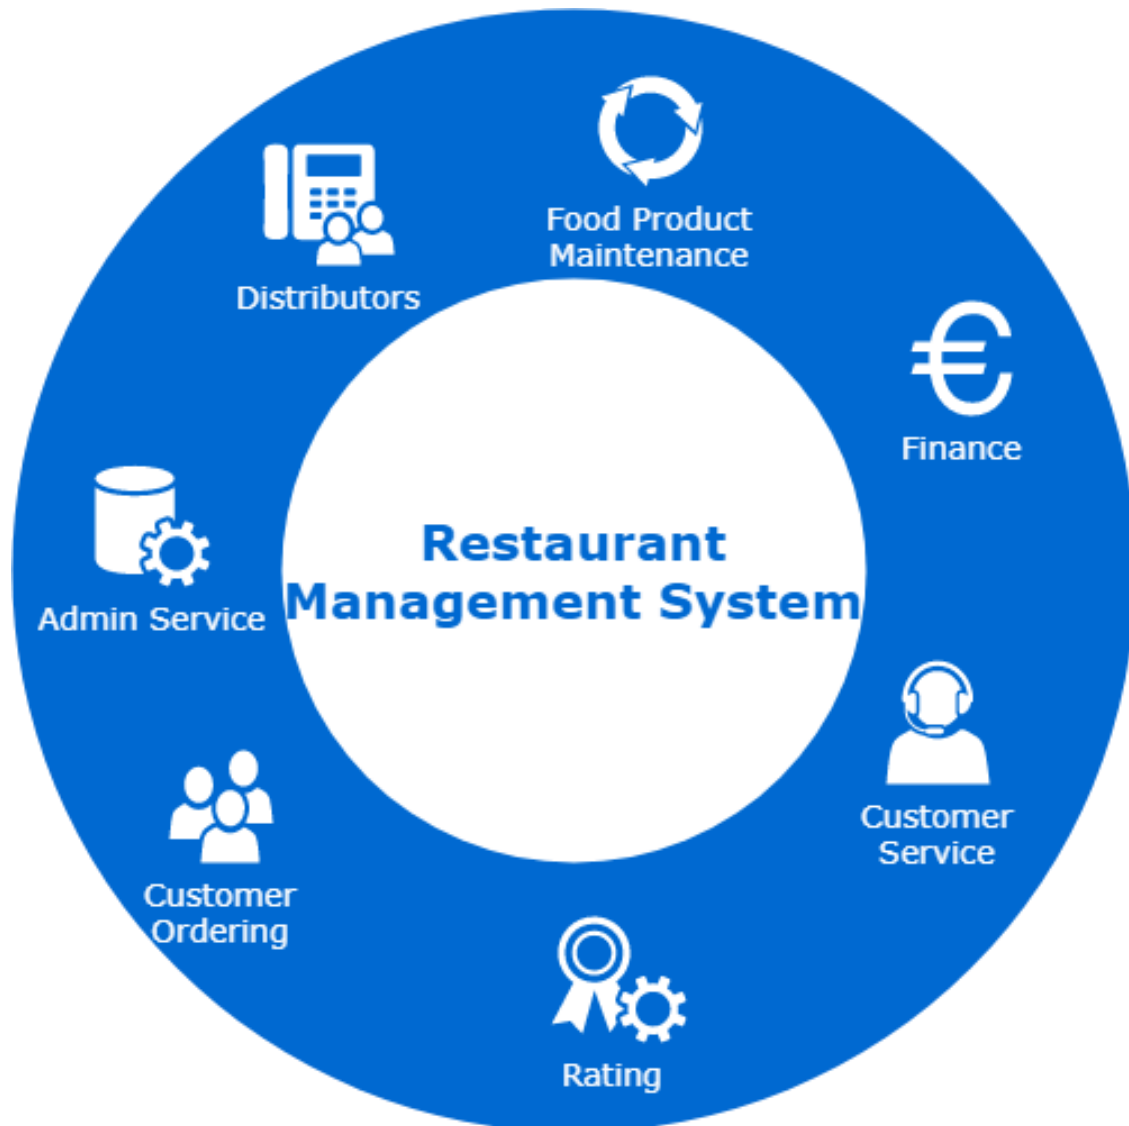 Food Product
Maintenance
Distributors
€
Finance
Restaurant
Management System
Admin Service
Customer
Service
Customer
Ordering
Rating